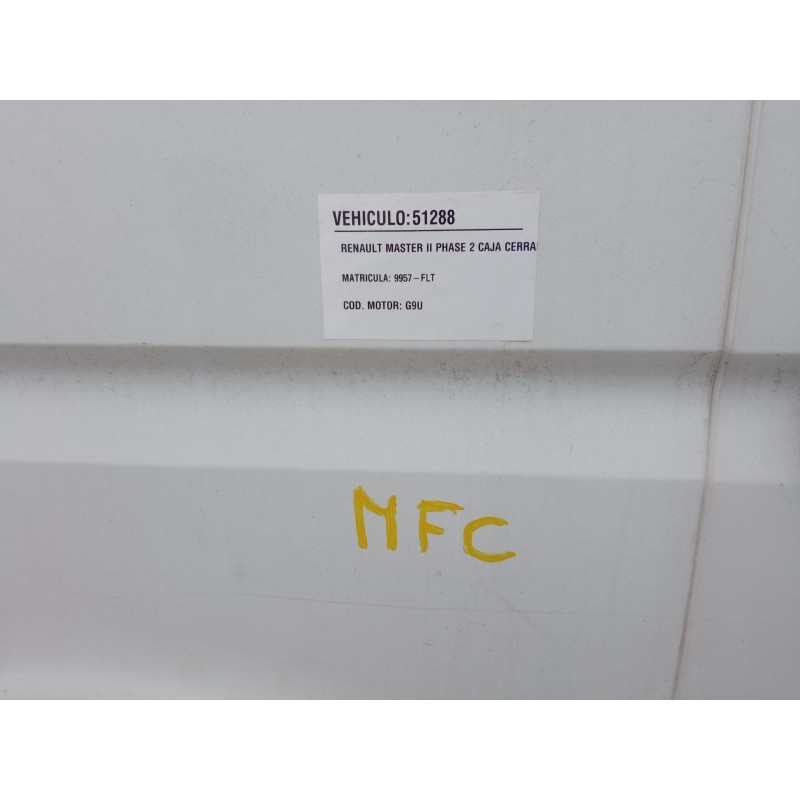 VEHICULO:51288
RENAULT MASTER II PHASE 2 CAJA CERRA
MATRICULA: 9957-FLT
COD. MOTOR: G9U
MFC